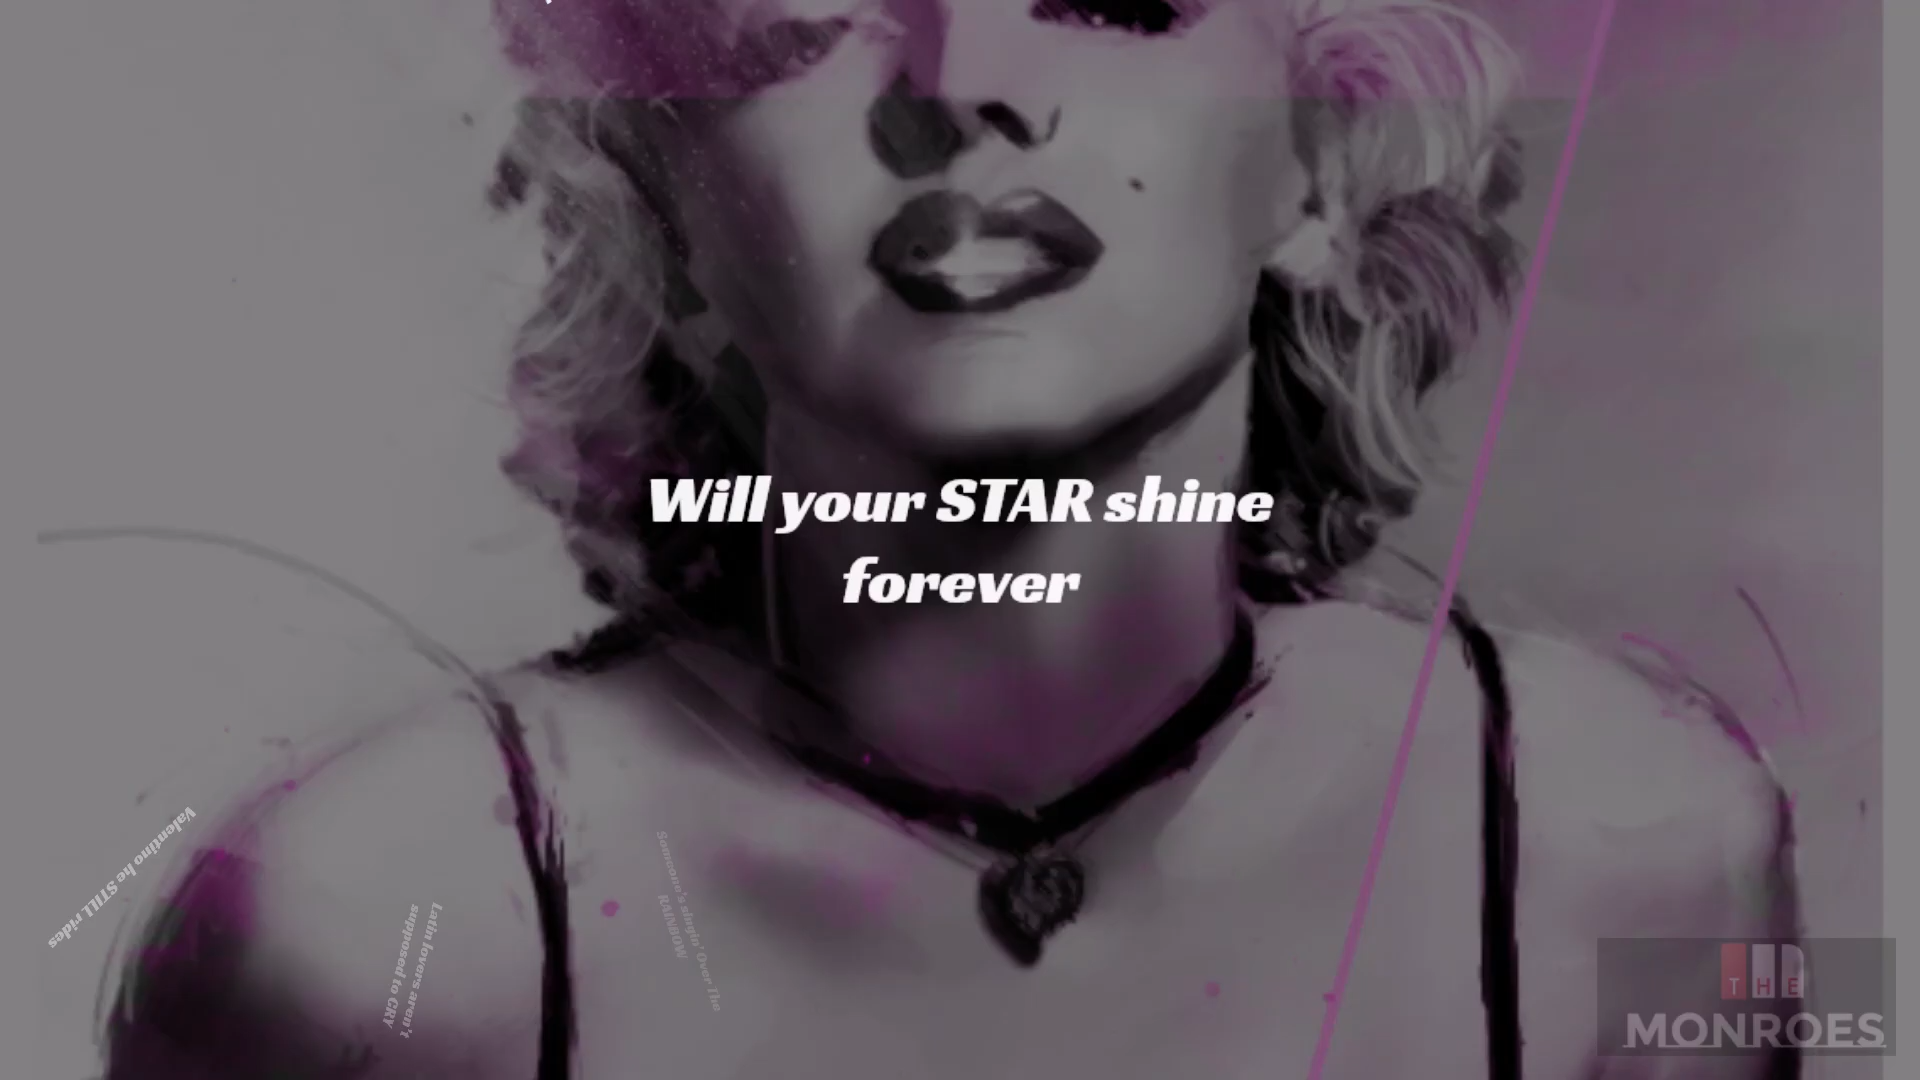 Will your STAR shine
forever
Valentino he STILL rides
Latin lovers aren't
supposed to CRY
Someone's singin' Over The
RAINBOW
THE
MONROES